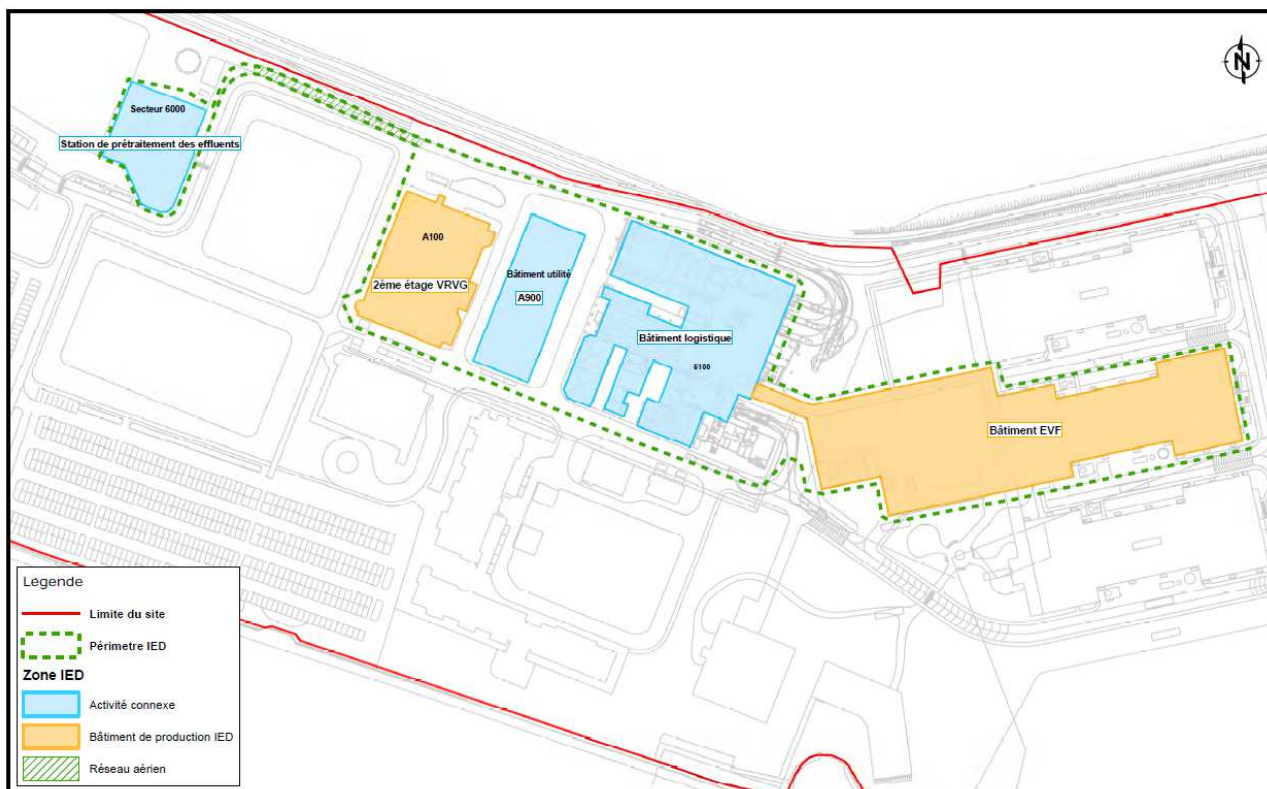 N
Secteur 6000
Station de prétraitement des effluents
A100
2ème étage VRVG
Bâtiment utilité
A900
Bâtiment logistique
6100
Bâtiment EVF
Légende
Limite du site
Périmetre IED
Zone IED
Activité connexe
Bâtiment de production IED
Réseau aérien